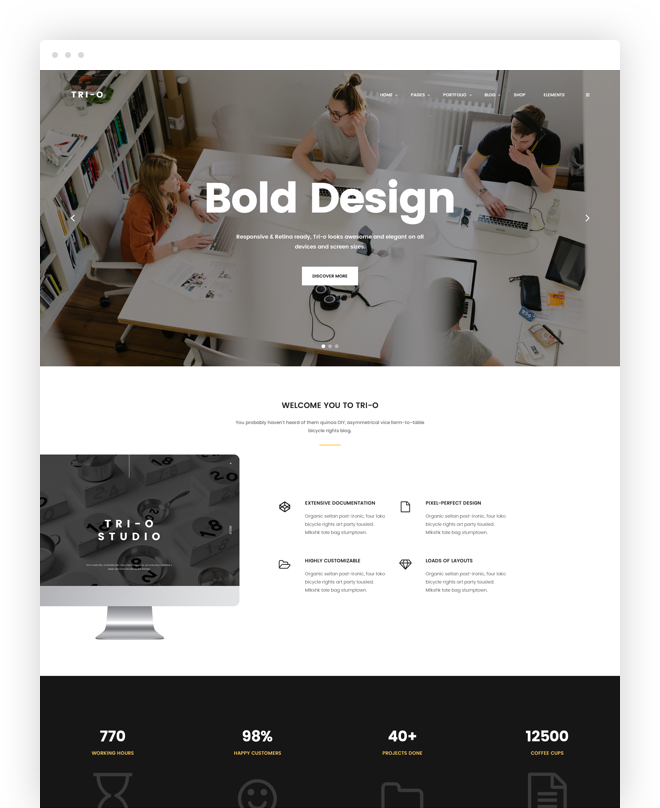 TRI-O
HOME PAGES PORTFOLIO BLOG SHOP ELEMENTS
Bold Design
Responsive & Retina ready, Tri-o looks awesome and elegant on all
devices and screen sizes.
DISCOVER MORE
WELCOME YOU TO TRI-O
You probably haven't heard of them quinoa DIY, asymmetrical vice farm-to-table
bicycle rights blog.
TRI-O
STUDIO
EXTENSIVE DOCUMENTATION
Organic seitan post-ironic, four loko
bicycle rights art party tousled.
Mlkshk tote bag stumptown.
PIXEL-PERFECT DESIGN
Organic seitan post-ironic, four loko
bicycle rights art party tousled.
Mlkshk tote bag stumptown.
HIGHLY CUSTOMIZABLE
Organic seitan post-ironic, four loko
bicycle rights art party tousled.
Mlkshk tote bag stumptown.
LOADS OF LAYOUTS
Organic seitan post-ironic, four loko
bicycle rights art party tousled.
Mlkshk tote bag stumptown.
770
WORKING HOURS
98%
HAPPY CUSTOMERS
40+
PROJECTS DONE
12500
COFFEE CUPS